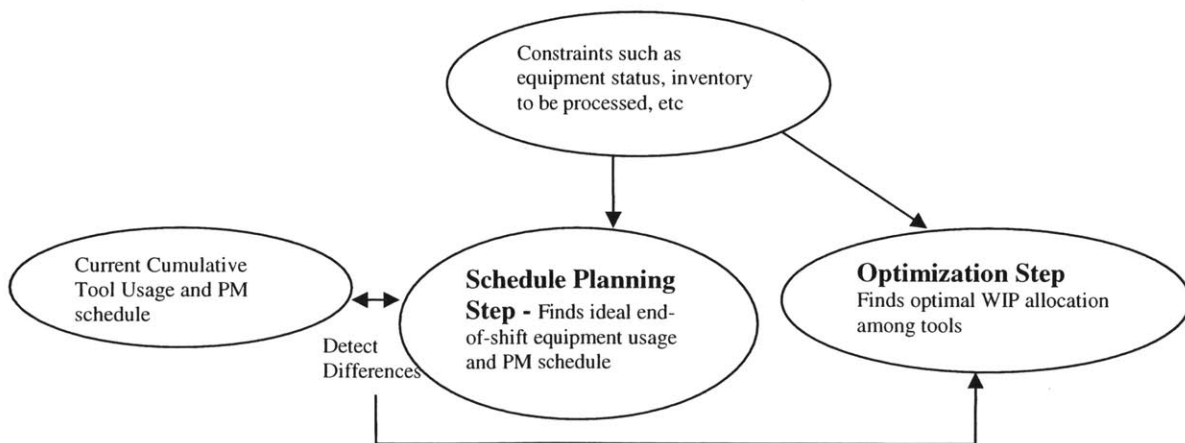 Constraints such as
equipment status, inventory
to be processed, etc
Current Cumulative
Tool Usage and PM
schedule
Schedule Planning
Step - Finds ideal end-
of-shift equipment usage
and PM schedule
Optimization Step
Finds optimal WIP allocation
among tools
Detect
Differences